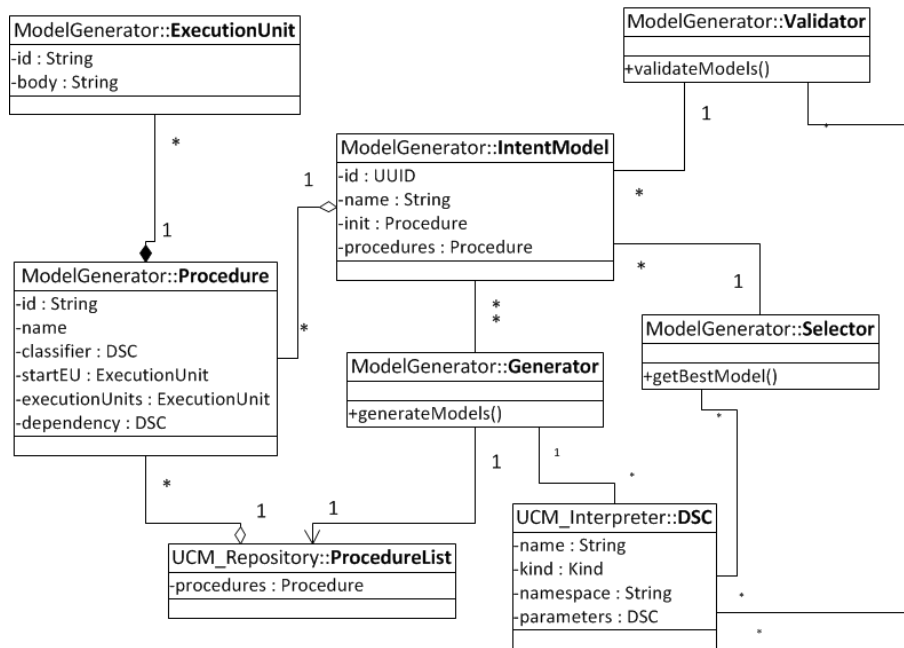 ModelGenerator::ExecutionUnit
-id : String
-body : String
*
1
ModelGenerator::Validator
+validateModels()
1
*
*
ModelGenerator::IntentModel
-id : UUID
-name : String
-init : Procedure
-procedures : Procedure
1
*
*
1
*
*
ModelGenerator::Procedure
-id : String
-name
-classifier : DSC
-startEU : ExecutionUnit
-executionUnits : ExecutionUnit
-dependency : DSC
*
1
ModelGenerator::Selector
+getBestModel()
*
*
ModelGenerator::Generator
+generateModels()
1
1
1
*
UCM_Repository::ProcedureList
-procedures : Procedure
UCM_Interpreter::DSC
-name : String
-kind : Kind
-namespace : String
-parameters : DSC
*